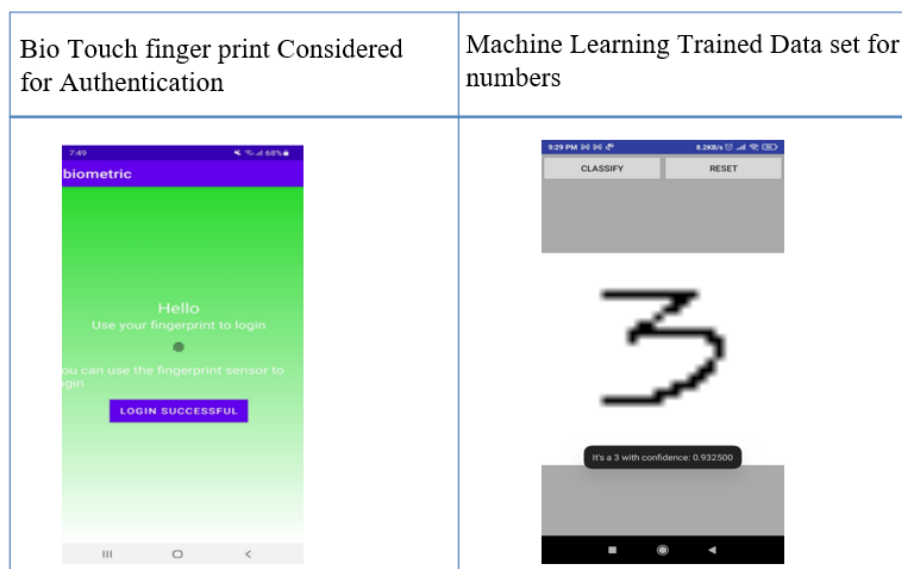 Bio Touch finger print Considered
for Authentication
Machine Learning Trained Data set for
numbers
7:49
68%
biometric
Hello
Use your fingerprint to login
ou can use the fingerprint sensor to
ogin
LOGIN SUCCESSFUL
9:29 PM
8.2KB/s
CLASSIFY
RESET
3
It's a 3 with confidence: 0.932500